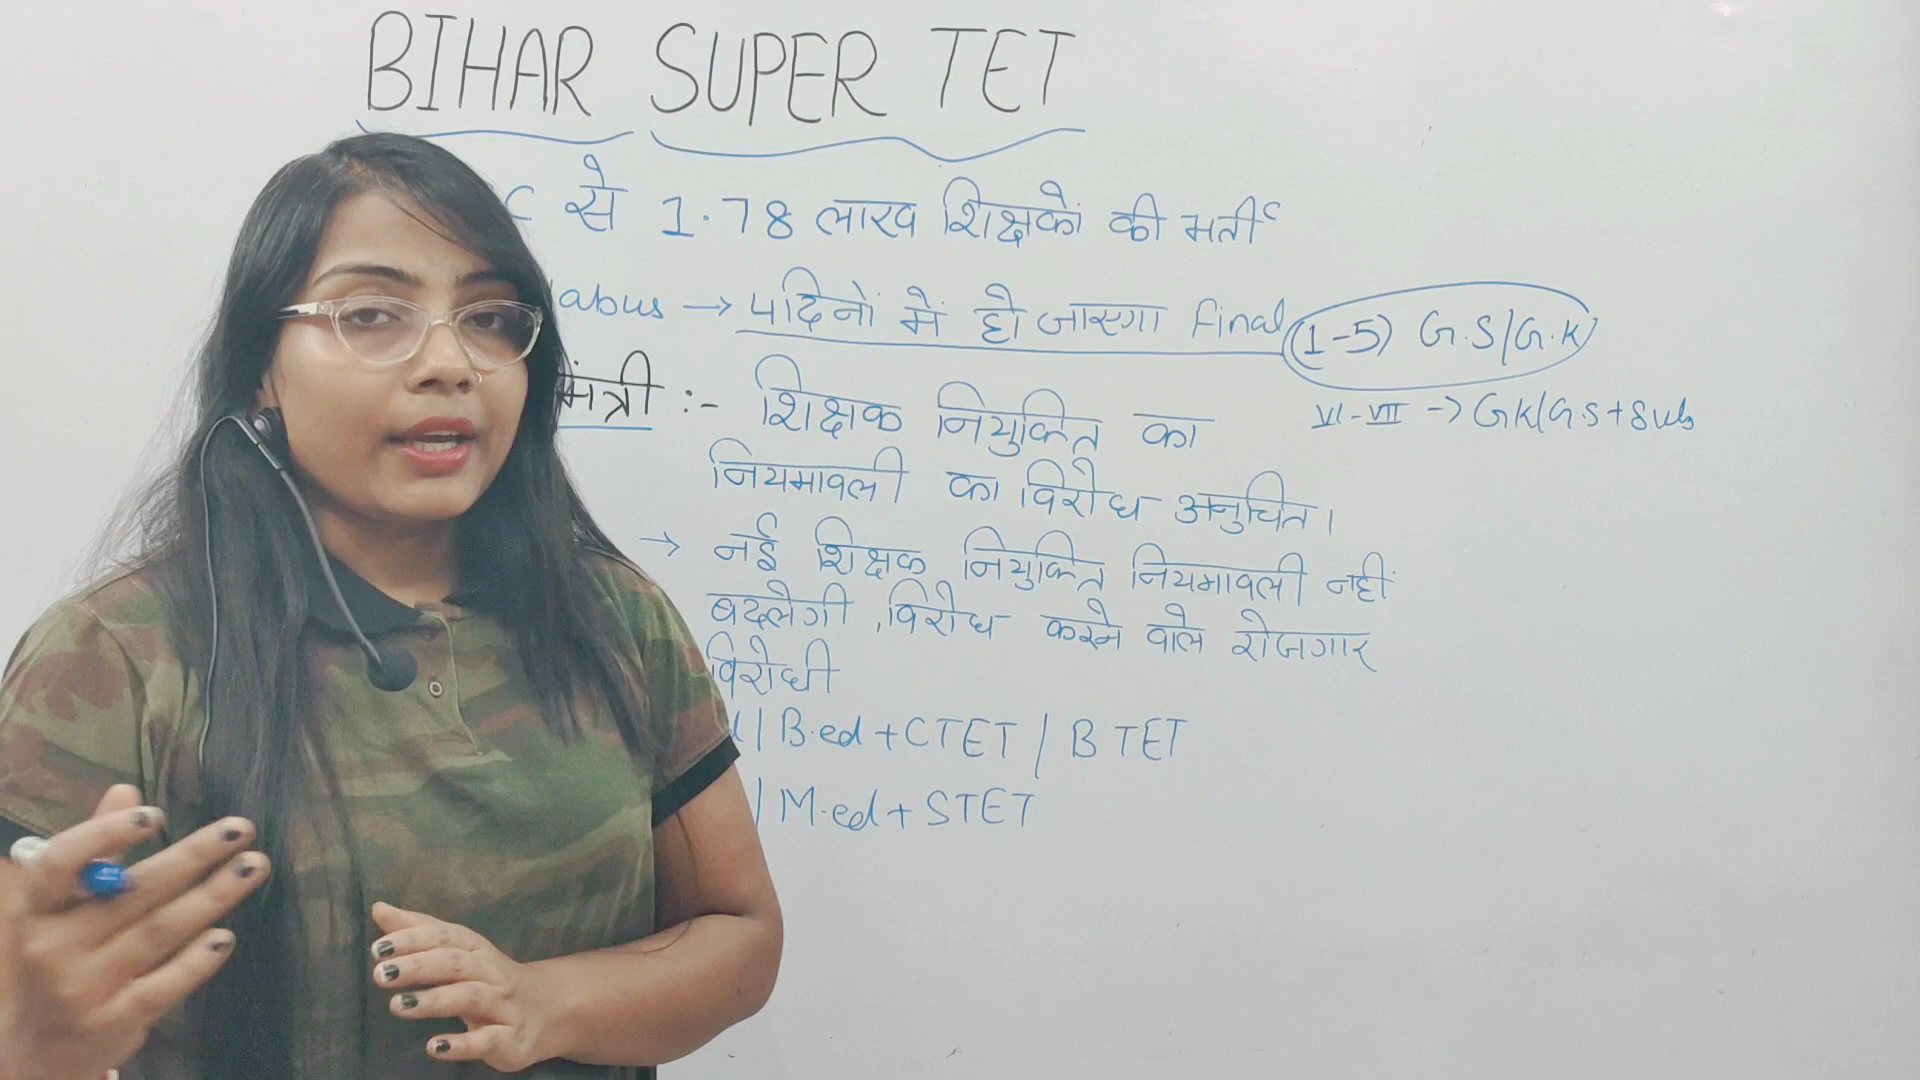 BIHAR SUPER TET
से 1.78 लाख शिक्षकों की भर्ती
abus → 4 दिनों में हो जाएगा final (1-5) G.S/G.K
VI-VIII → GK/G.S+Sub
मंत्री :- शिक्षक नियुक्ति का
नियमावली का विरोध अनुचित।
→ नई शिक्षक नियुक्ति नियमावली नहीं
बदलेगी, विरोध करने वाले रोजगार
विरोधी
d/B.ed+CTET/BTET
/M.ed+STET